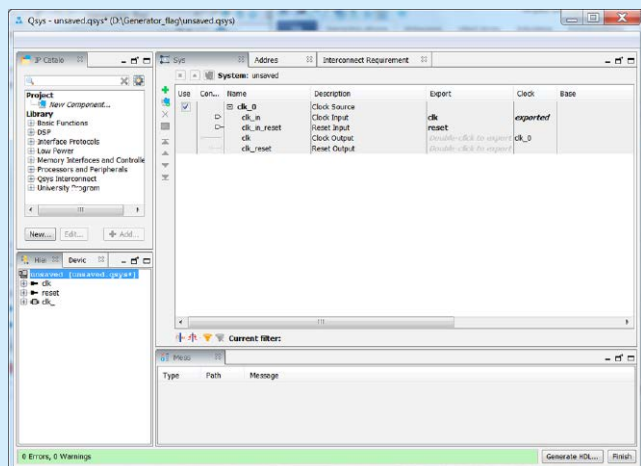 Qsys - unsaved.qsys* (D:\Generator_flag\unsaved.qsys)
IP Catalo
Project
New Component...
Library
Basic Functions
DSP
Interface Protocols
Low Power
Memory Interfaces and Controlle
Processors and Peripherals
Qsys Interconnect
University Program
New... Edit... Add...
Hie Devic
unsaved [unsaved.qsys*]
clk
reset
clk_
Sys Addres Interconnect Requirement
System: unsaved
Use Con... Name Description Export Clock Base
clk_0 Clock Source
clk_in Clock Input clk exported
clk_in_reset Reset Input reset
clk Clock Output Double-click to export clk_0
clk_reset Reset Output Double-click to export
Current filter:
Type Path Message
0 Errors, 0 Warnings
Generate HDL... Finish